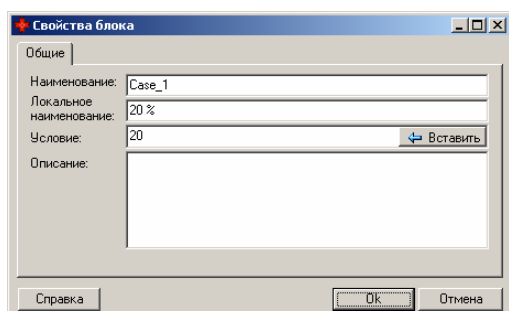 Свойства блока
Общие
Наименование: Case_1
Локальное
наименование: 20 %
Условие: 20 Вставить
Описание:
Справка Ok Отмена